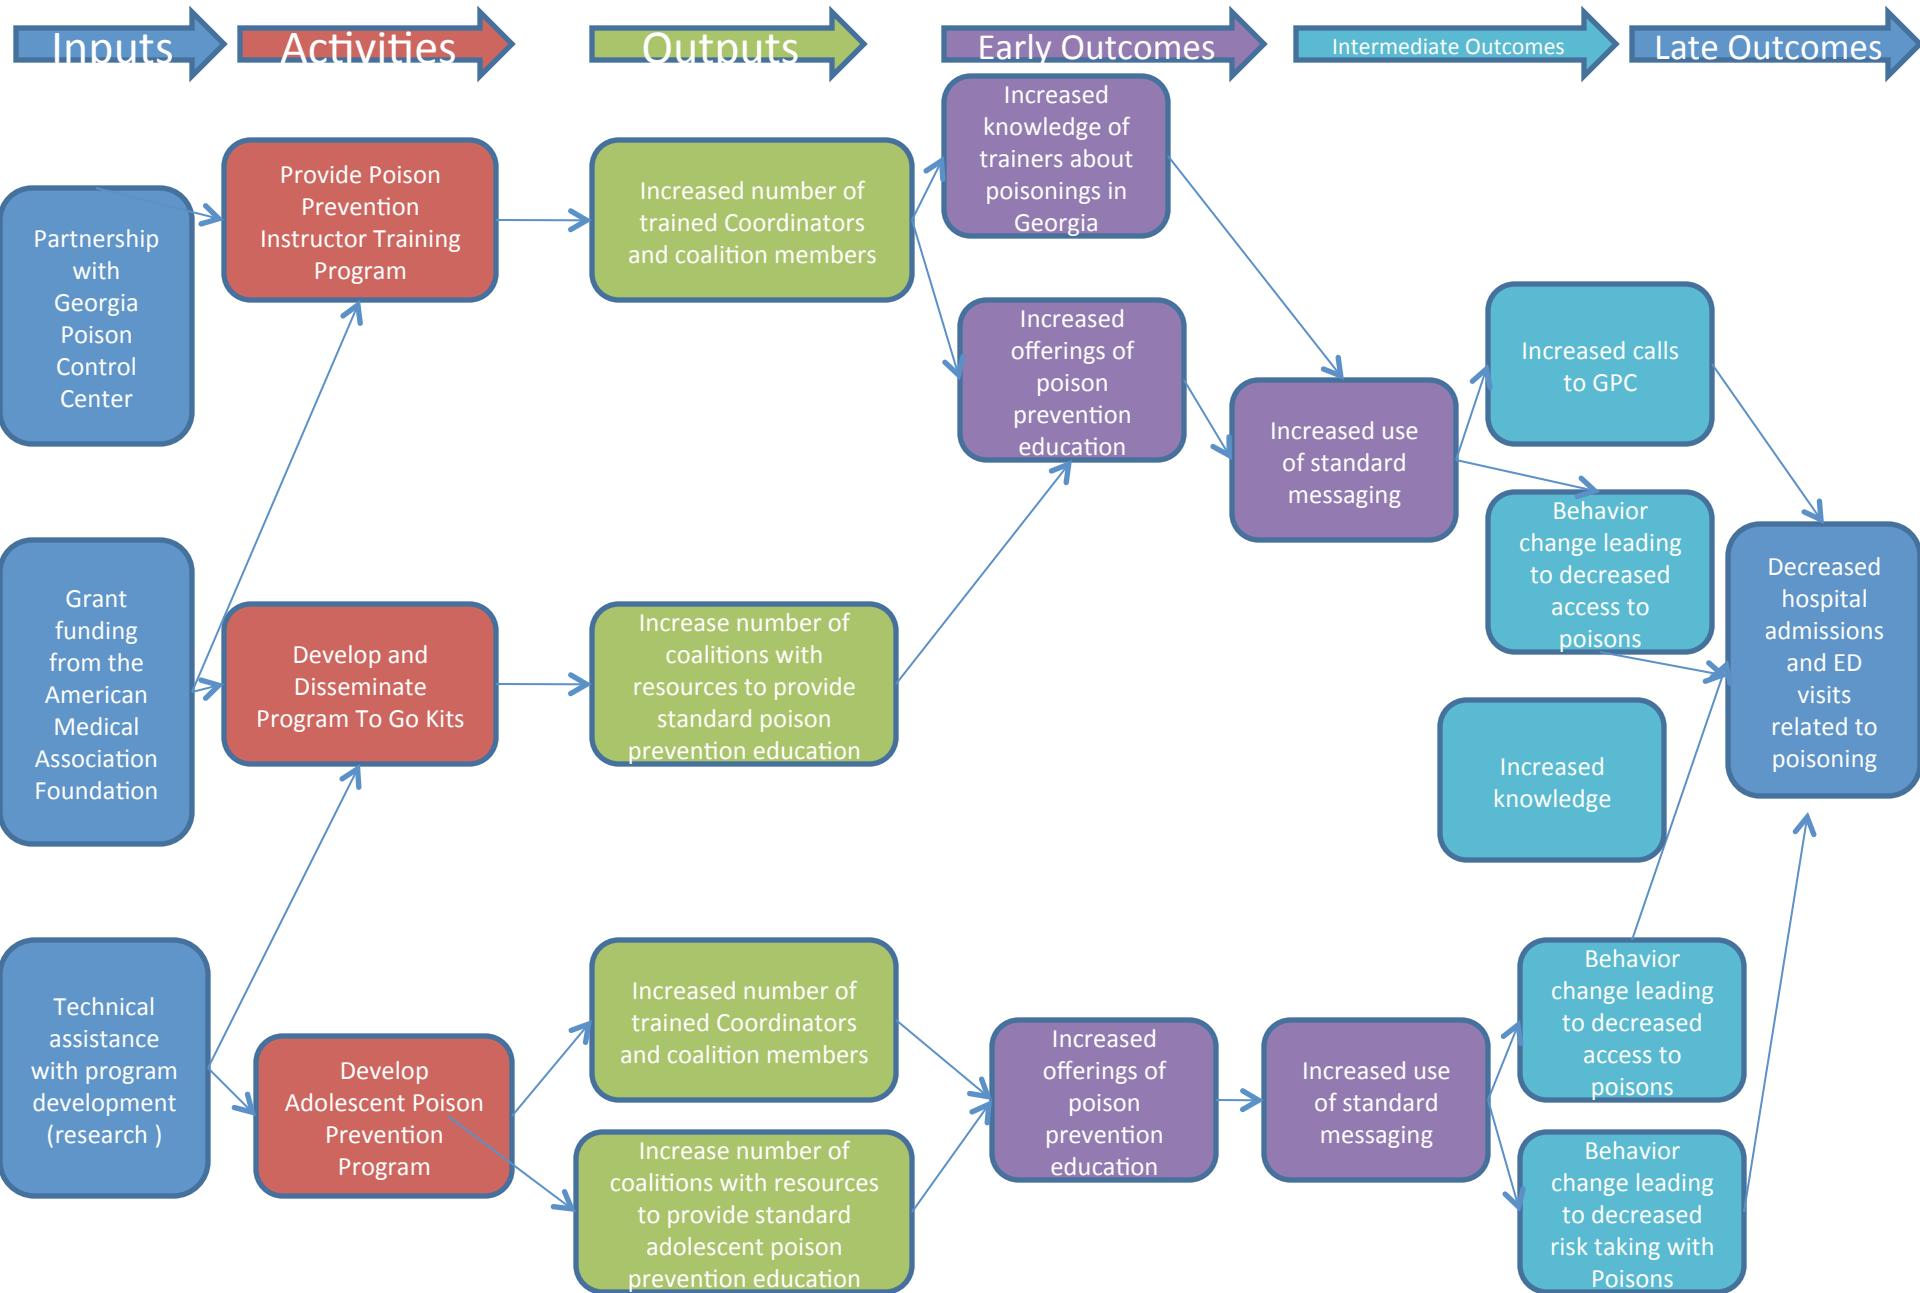 Inputs
Activities
Outputs
Early Outcomes
Intermediate Outcomes
Late Outcomes
Partnership
with
Georgia
Poison
Control
Center
Grant
funding
from the
American
Medical
Association
Foundation
Technical
assistance
with program
development
(research )
Provide Poison
Prevention
Instructor Training
Program
Develop and
Disseminate
Program To Go Kits
Develop
Adolescent Poison
Prevention
Program
Increased number of
trained Coordinators
and coalition members
Increase number of
coalitions with
resources to provide
standard poison
prevention education
Increased number of
trained Coordinators
and coalition members
Increase number of
coalitions with resources
to provide standard
adolescent poison
prevention education
Increased
knowledge of
trainers about
poisonings in
Georgia
Increased
offerings of
poison
prevention
education
Increased use
of standard
messaging
Increased
offerings of
poison
prevention
education
Increased use
of standard
messaging
Increased calls
to GPC
Behavior
change leading
to decreased
access to
poisons
Increased
knowledge
Behavior
change leading
to decreased
access to
poisons
Behavior
change leading
to decreased
risk taking with
Poisons
Decreased
hospital
admissions
and ED
visits
related to
poisoning